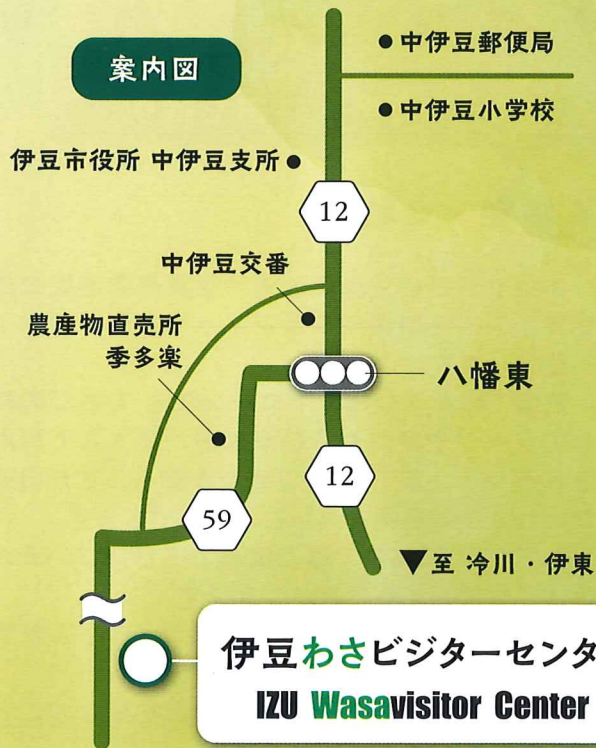 案内図
● 中伊豆郵便局
● 中伊豆小学校
伊豆市役所 中伊豆支所 ●
12
中伊豆交番
農産物直売所
季多楽
八幡東
12
59
▼至 冷川・伊東
伊豆わさビジターセンタ
IZU Wasavisitor Center